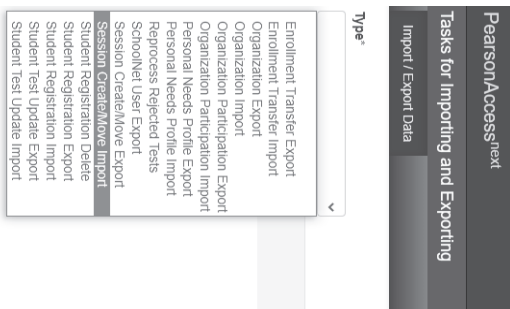 PearsonAccessnext
Tasks for Importing and Exporting
Import / Export Data
Type*
Enrollment Transfer Export
Enrollment Transfer Import
Organization Export
Organization Import
Organization Participation Export
Organization Participation Import
Personal Needs Profile Export
Personal Needs Profile Import
Reprocess Rejected Tests
SchoolNet User Export
Session Create/Move Export
Session Create/Move Import
Student Registration Delete
Student Registration Export
Student Registration Import
Student Test Update Export
Student Test Update Import